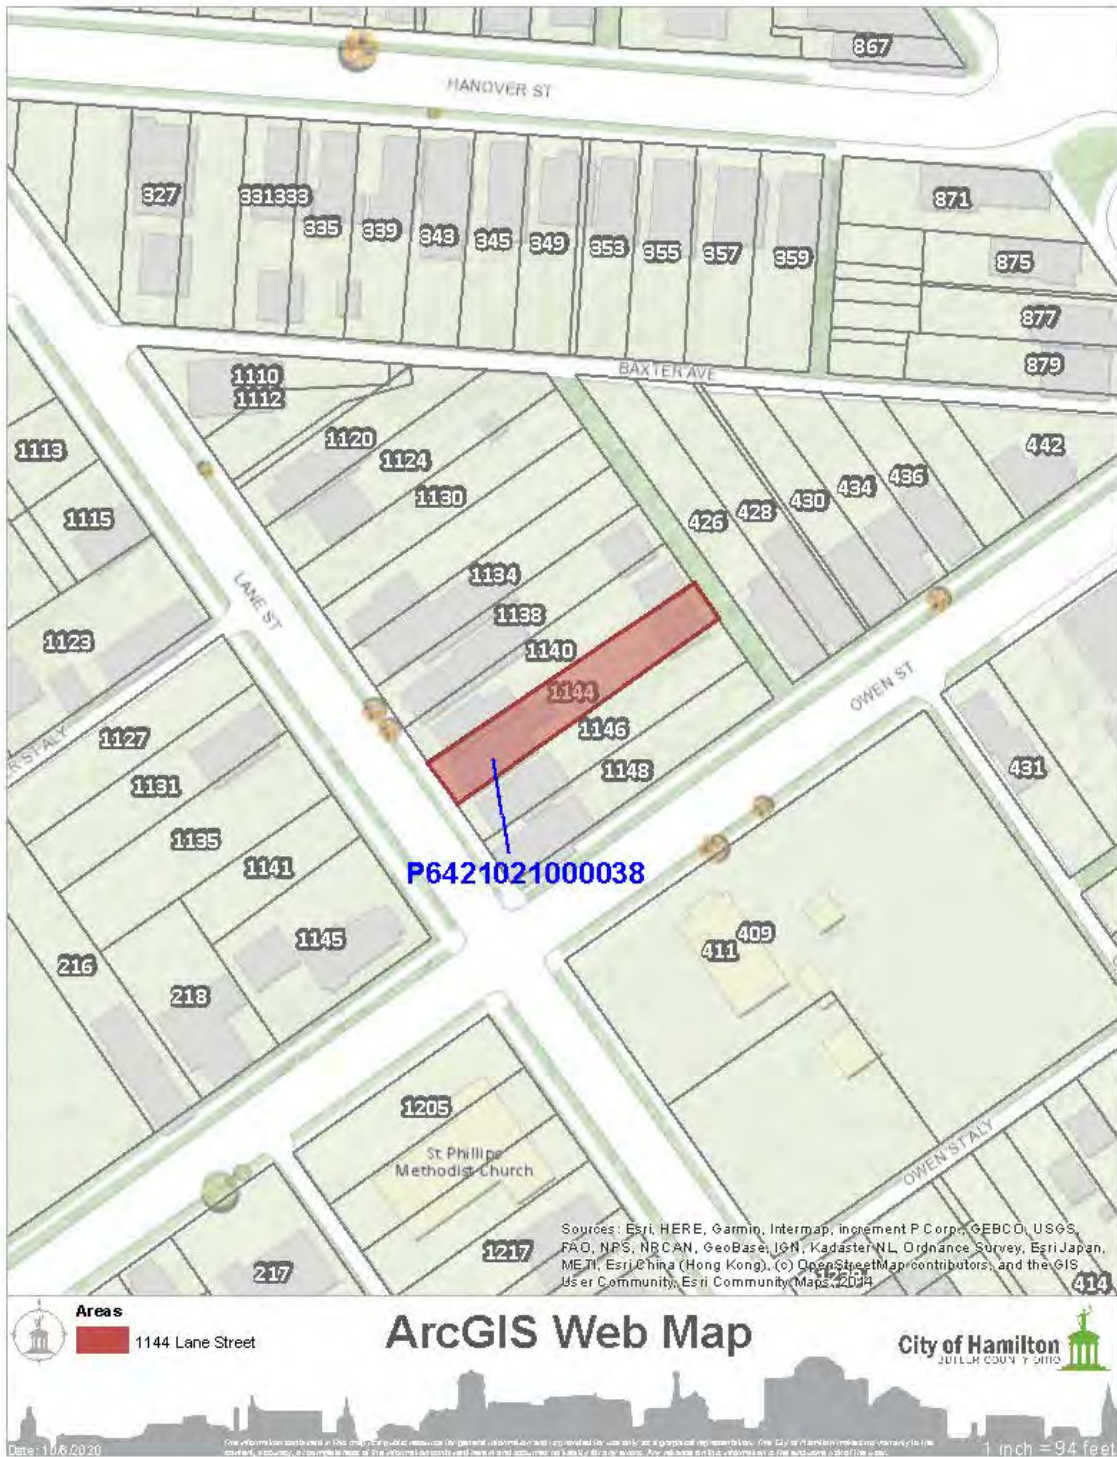 867
HANOVER ST
327
331333
335
339
343
345
349
353
355
357
359
871
875
877
879
BAXTER AVE
1110
1112
1120
1124
1130
1113
1115
442
436
434
430
428
426
LANE ST
1134
1138
1140
1144
1146
1148
1123
1127
1131
1135
1141
1145
OWEN ST
431
P6421021000038
409
411
216
218
1205
St Phillips
Methodist Church
OWEN ST ALY
217
1217
414
Sources: Esri, HERE, Garmin, Intermap, increment P Corp., GEBCO, USGS,
FAO, NPS, NRCAN, GeoBase, IGN, Kadaster NL, Ordnance Survey, Esri Japan,
METI, Esri China (Hong Kong), (c) OpenStreetMap contributors, and the GIS
User Community, Esri Community Maps, 2014
Areas
1144 Lane Street
ArcGIS Web Map
City of Hamilton
BUTLER COUNTY OHIO
Date: 10/6/2020
1 inch = 94 feet